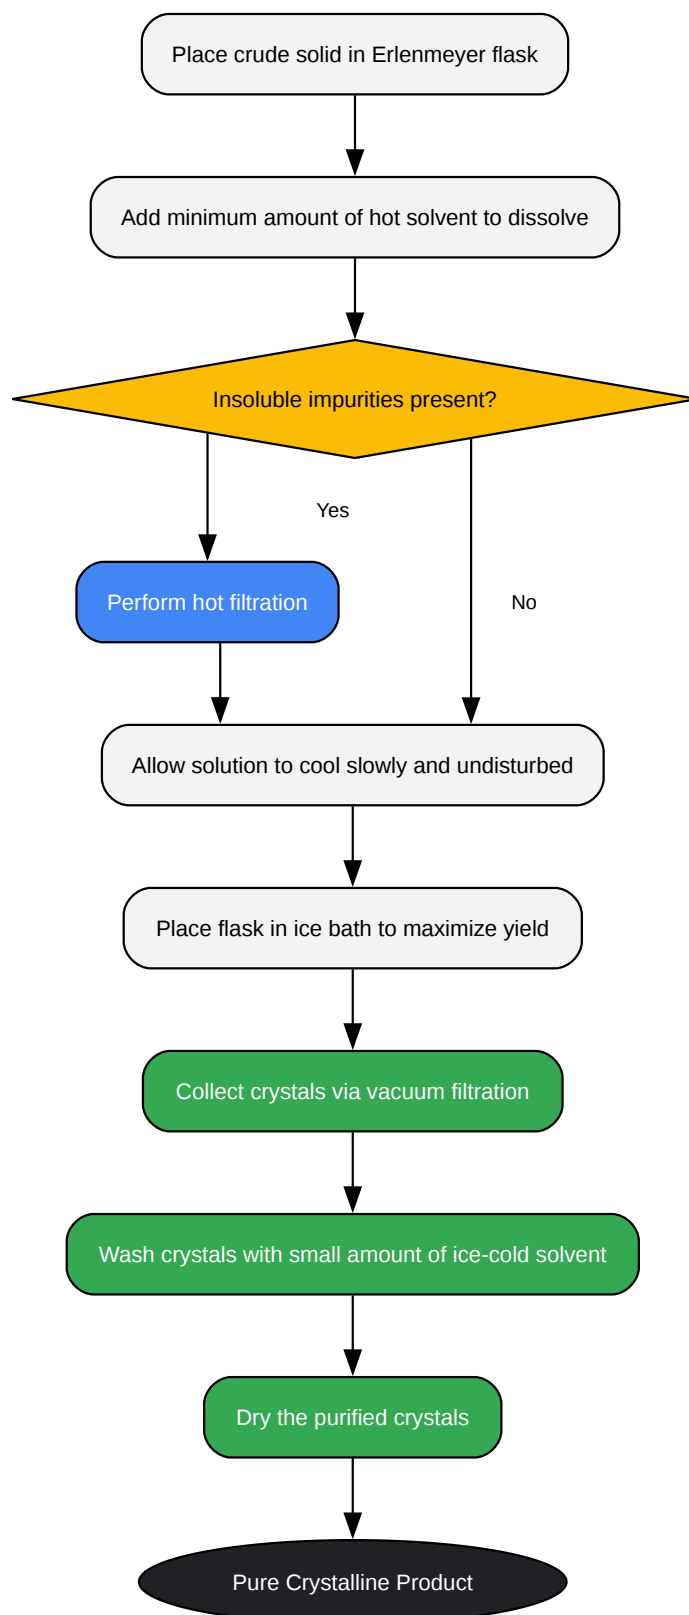 Place crude solid in Erlenmeyer flask
Add minimum amount of hot solvent to dissolve
Insoluble impurities present?
Yes
Perform hot filtration
No
Allow solution to cool slowly and undisturbed
Place flask in ice bath to maximize yield
Collect crystals via vacuum filtration
Wash crystals with small amount of ice-cold solvent
Dry the purified crystals
Pure Crystalline Product